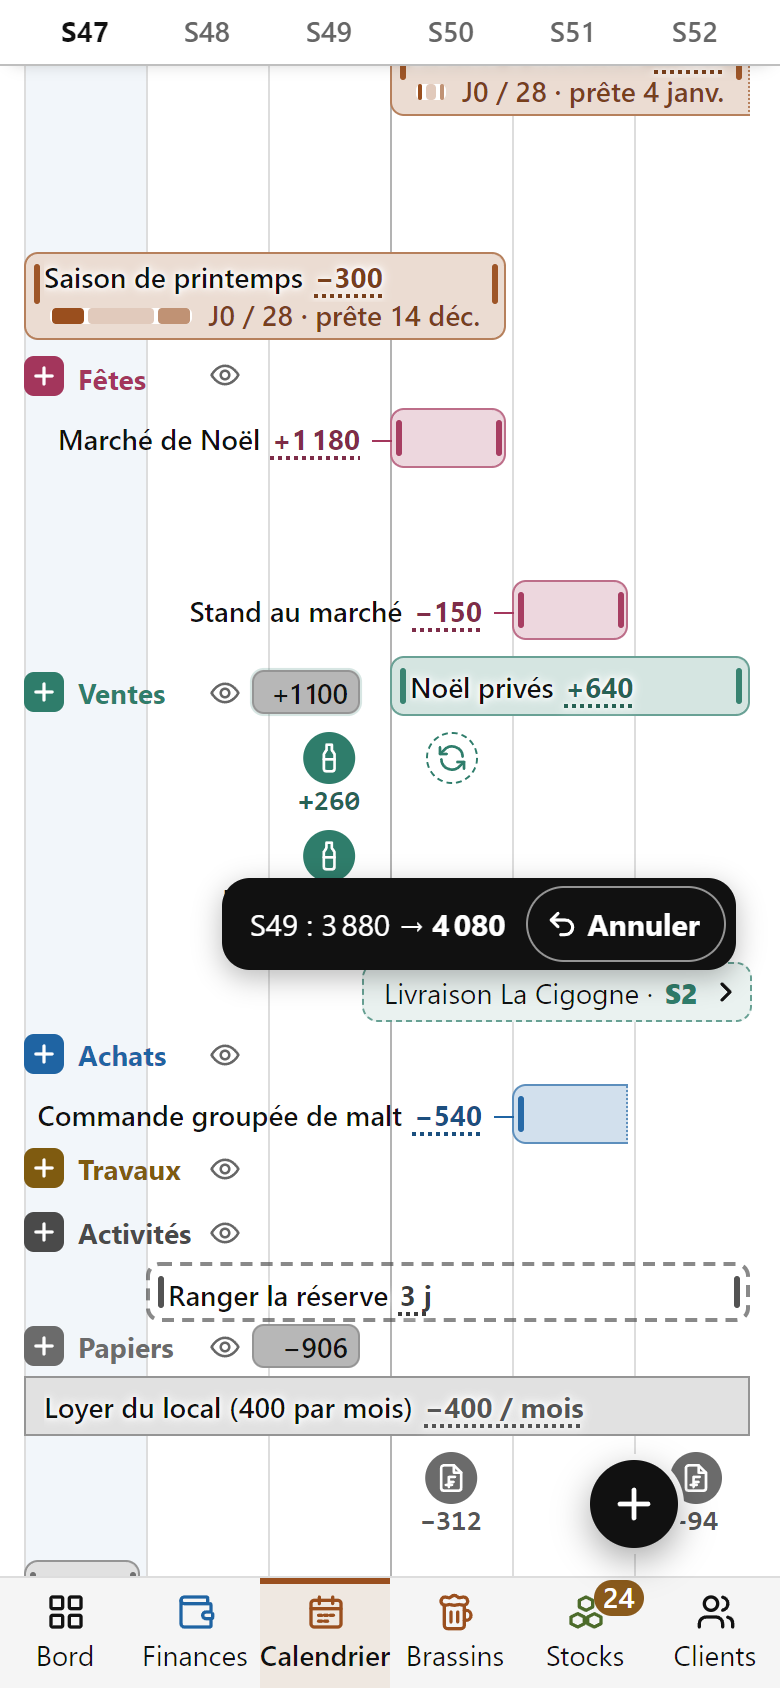 S47 S48 S49 S50 S51 S52
J0 / 28 · prête 4 janv.
Saison de printemps −300
J0 / 28 · prête 14 déc.
Fêtes
Marché de Noël +1 180
Stand au marché −150
Ventes +1100 Noël privés +640
+260
S49 : 3 880 → 4 080 Annuler
Livraison La Cigogne · S2
Achats
Commande groupée de malt −540
Travaux
Activités
Ranger la réserve 3 j
Papiers −906
Loyer du local (400 par mois) −400 / mois
−312 -94
24
Bord Finances Calendrier Brassins Stocks Clients